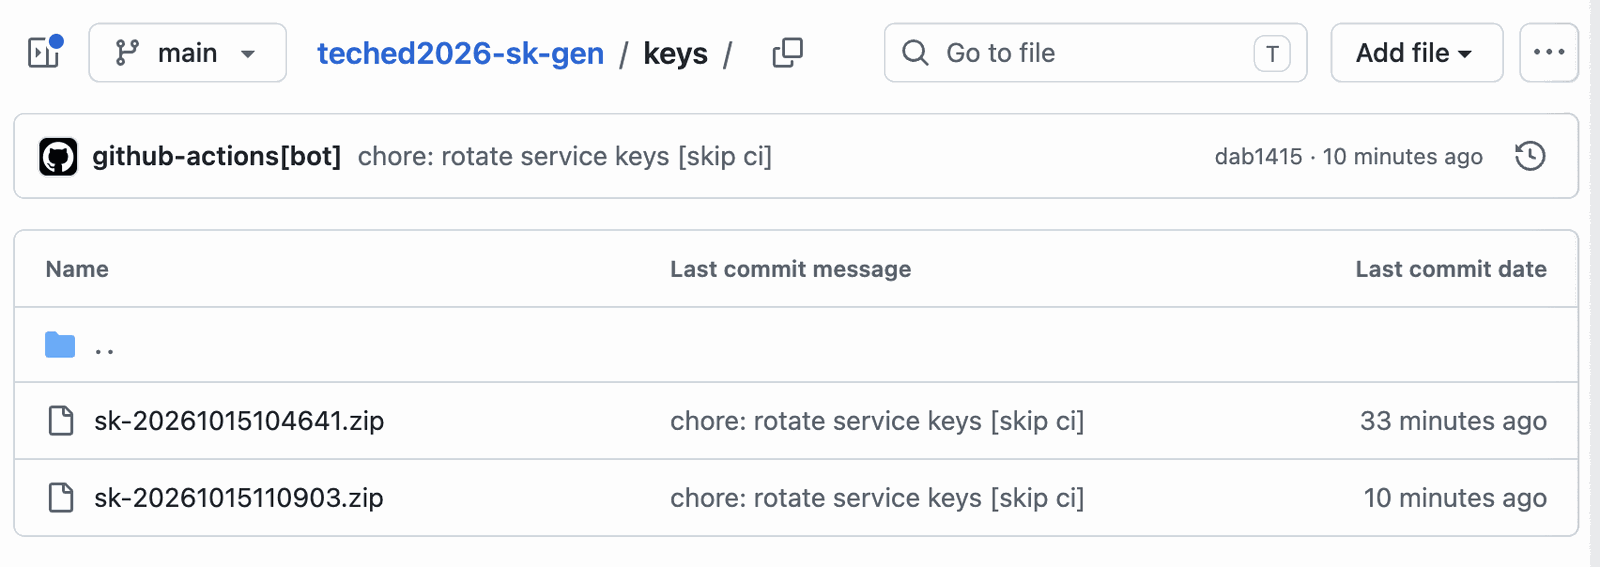 main
teched2026-sk-gen / keys /
Go to file
T
Add file
github-actions[bot] chore: rotate service keys [skip ci] dab1415 · 10 minutes ago
Name Last commit message Last commit date
..
sk-20261015104641.zip chore: rotate service keys [skip ci] 33 minutes ago
sk-20261015110903.zip chore: rotate service keys [skip ci] 10 minutes ago